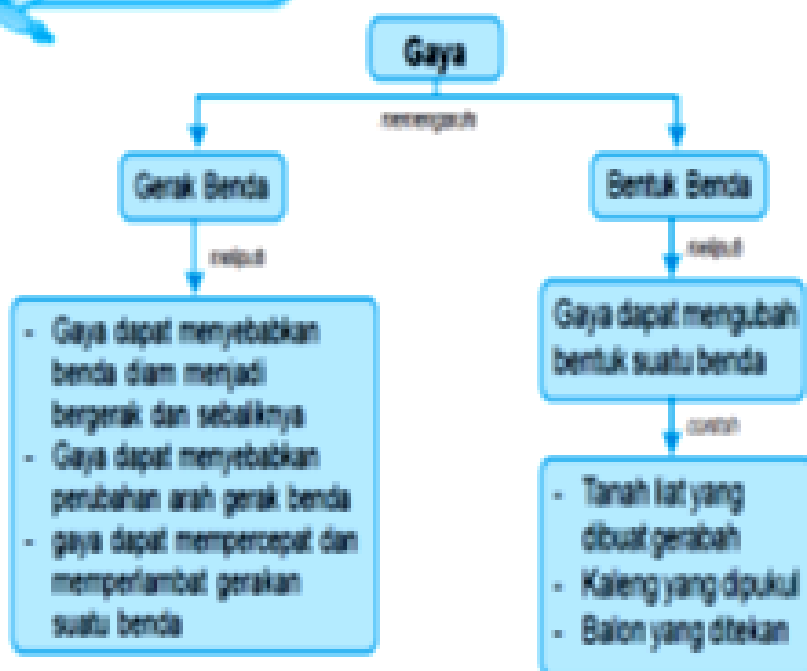 Gaya
Gerak Benda
Bentuk Benda
- Gaya dapat menyebabkan
benda diam menjadi
bergerak dan sebaliknya
- Gaya dapat menyebabkan
perubahan arah gerak benda
- gaya dapat mempercepat dan
memperlambat gerakan
suatu benda
Gaya dapat mengubah
bentuk suatu benda
contoh
- Tanah liat yang
dibuat gerabah
- Kaleng yang dipukul
- Balon yang ditekan